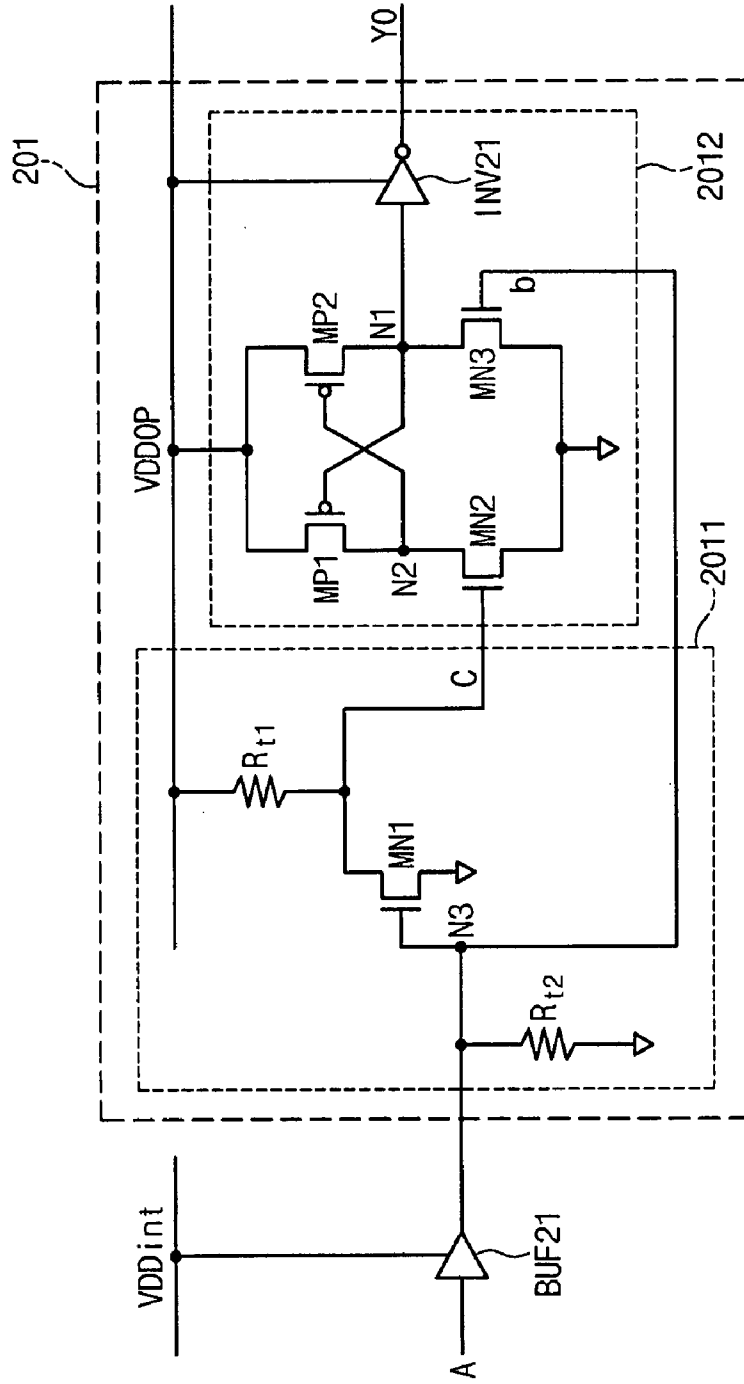 201
VDDint
VDDOP
Rt1
MP1
MP2
N1
Y0
INV21
N2
C
MN1
N3
MN2
MN3
b
2012
A
BUF21
Rt2
2011